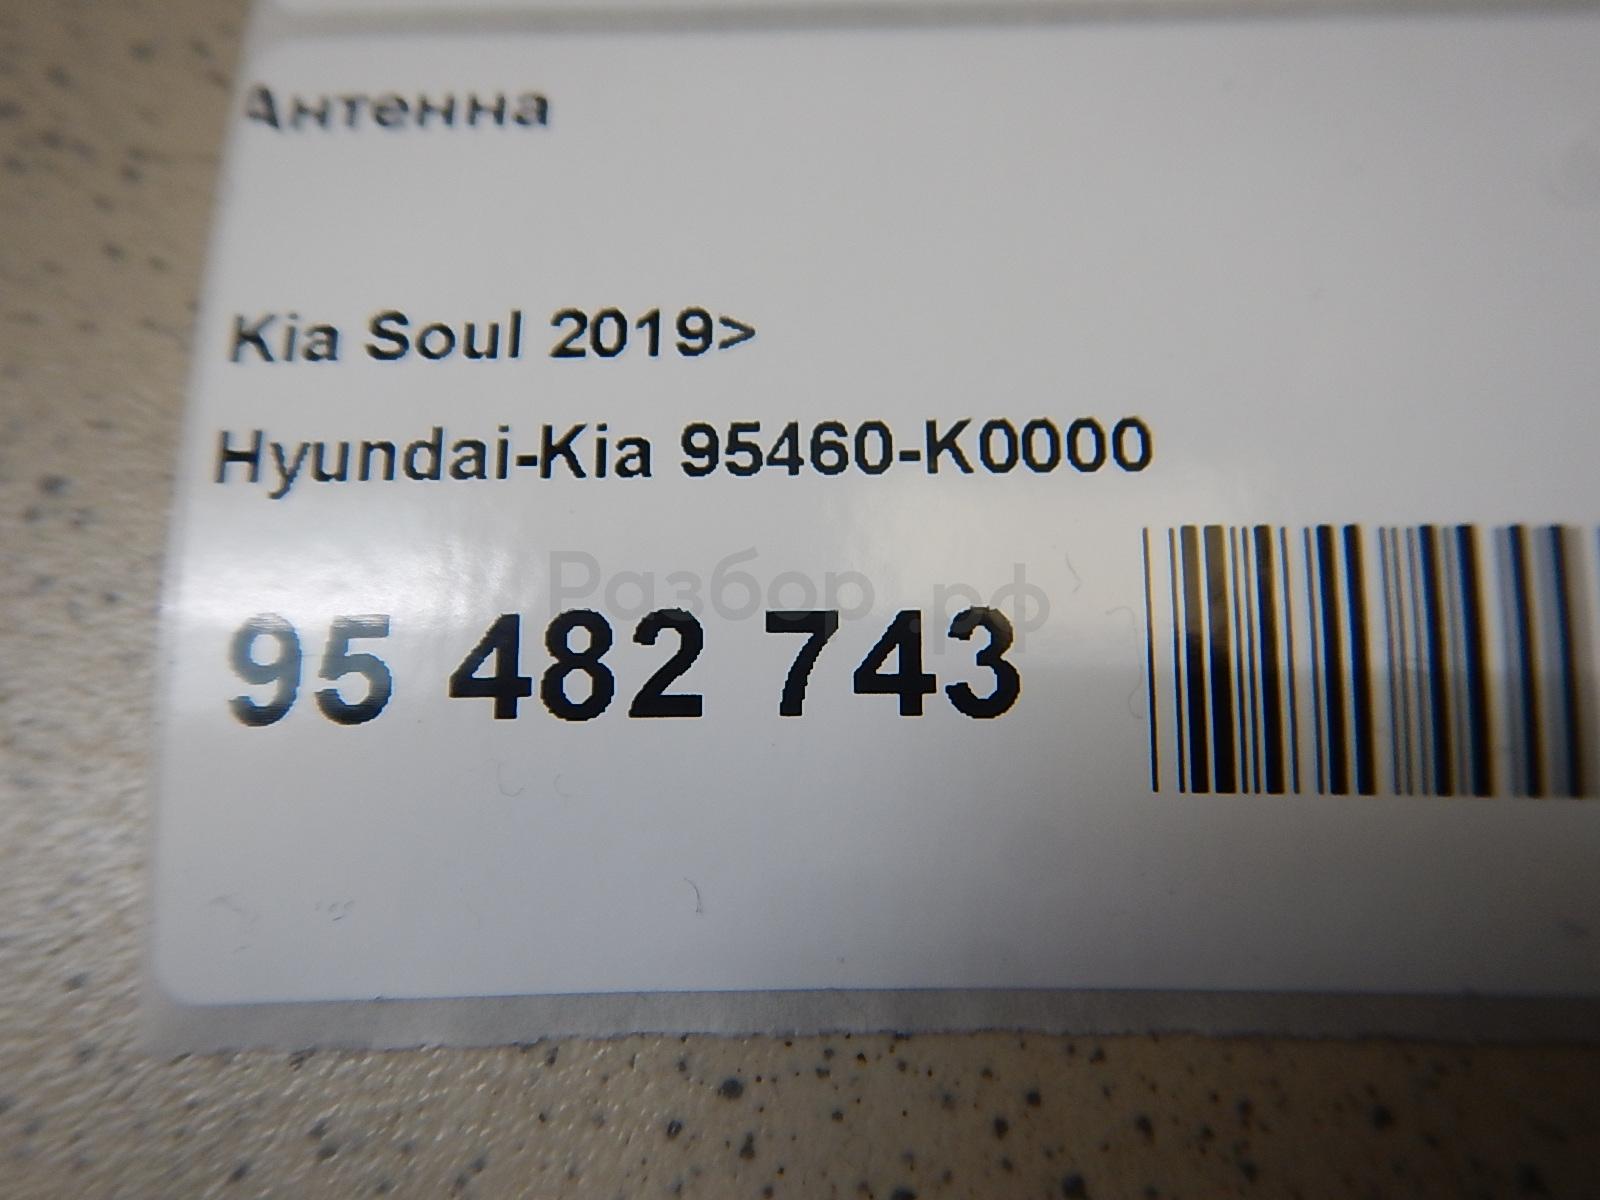 Антенна
Kia Soul 2019>
Hyundai-Kia 95460-K0000
Разбор.рф
95 482 743